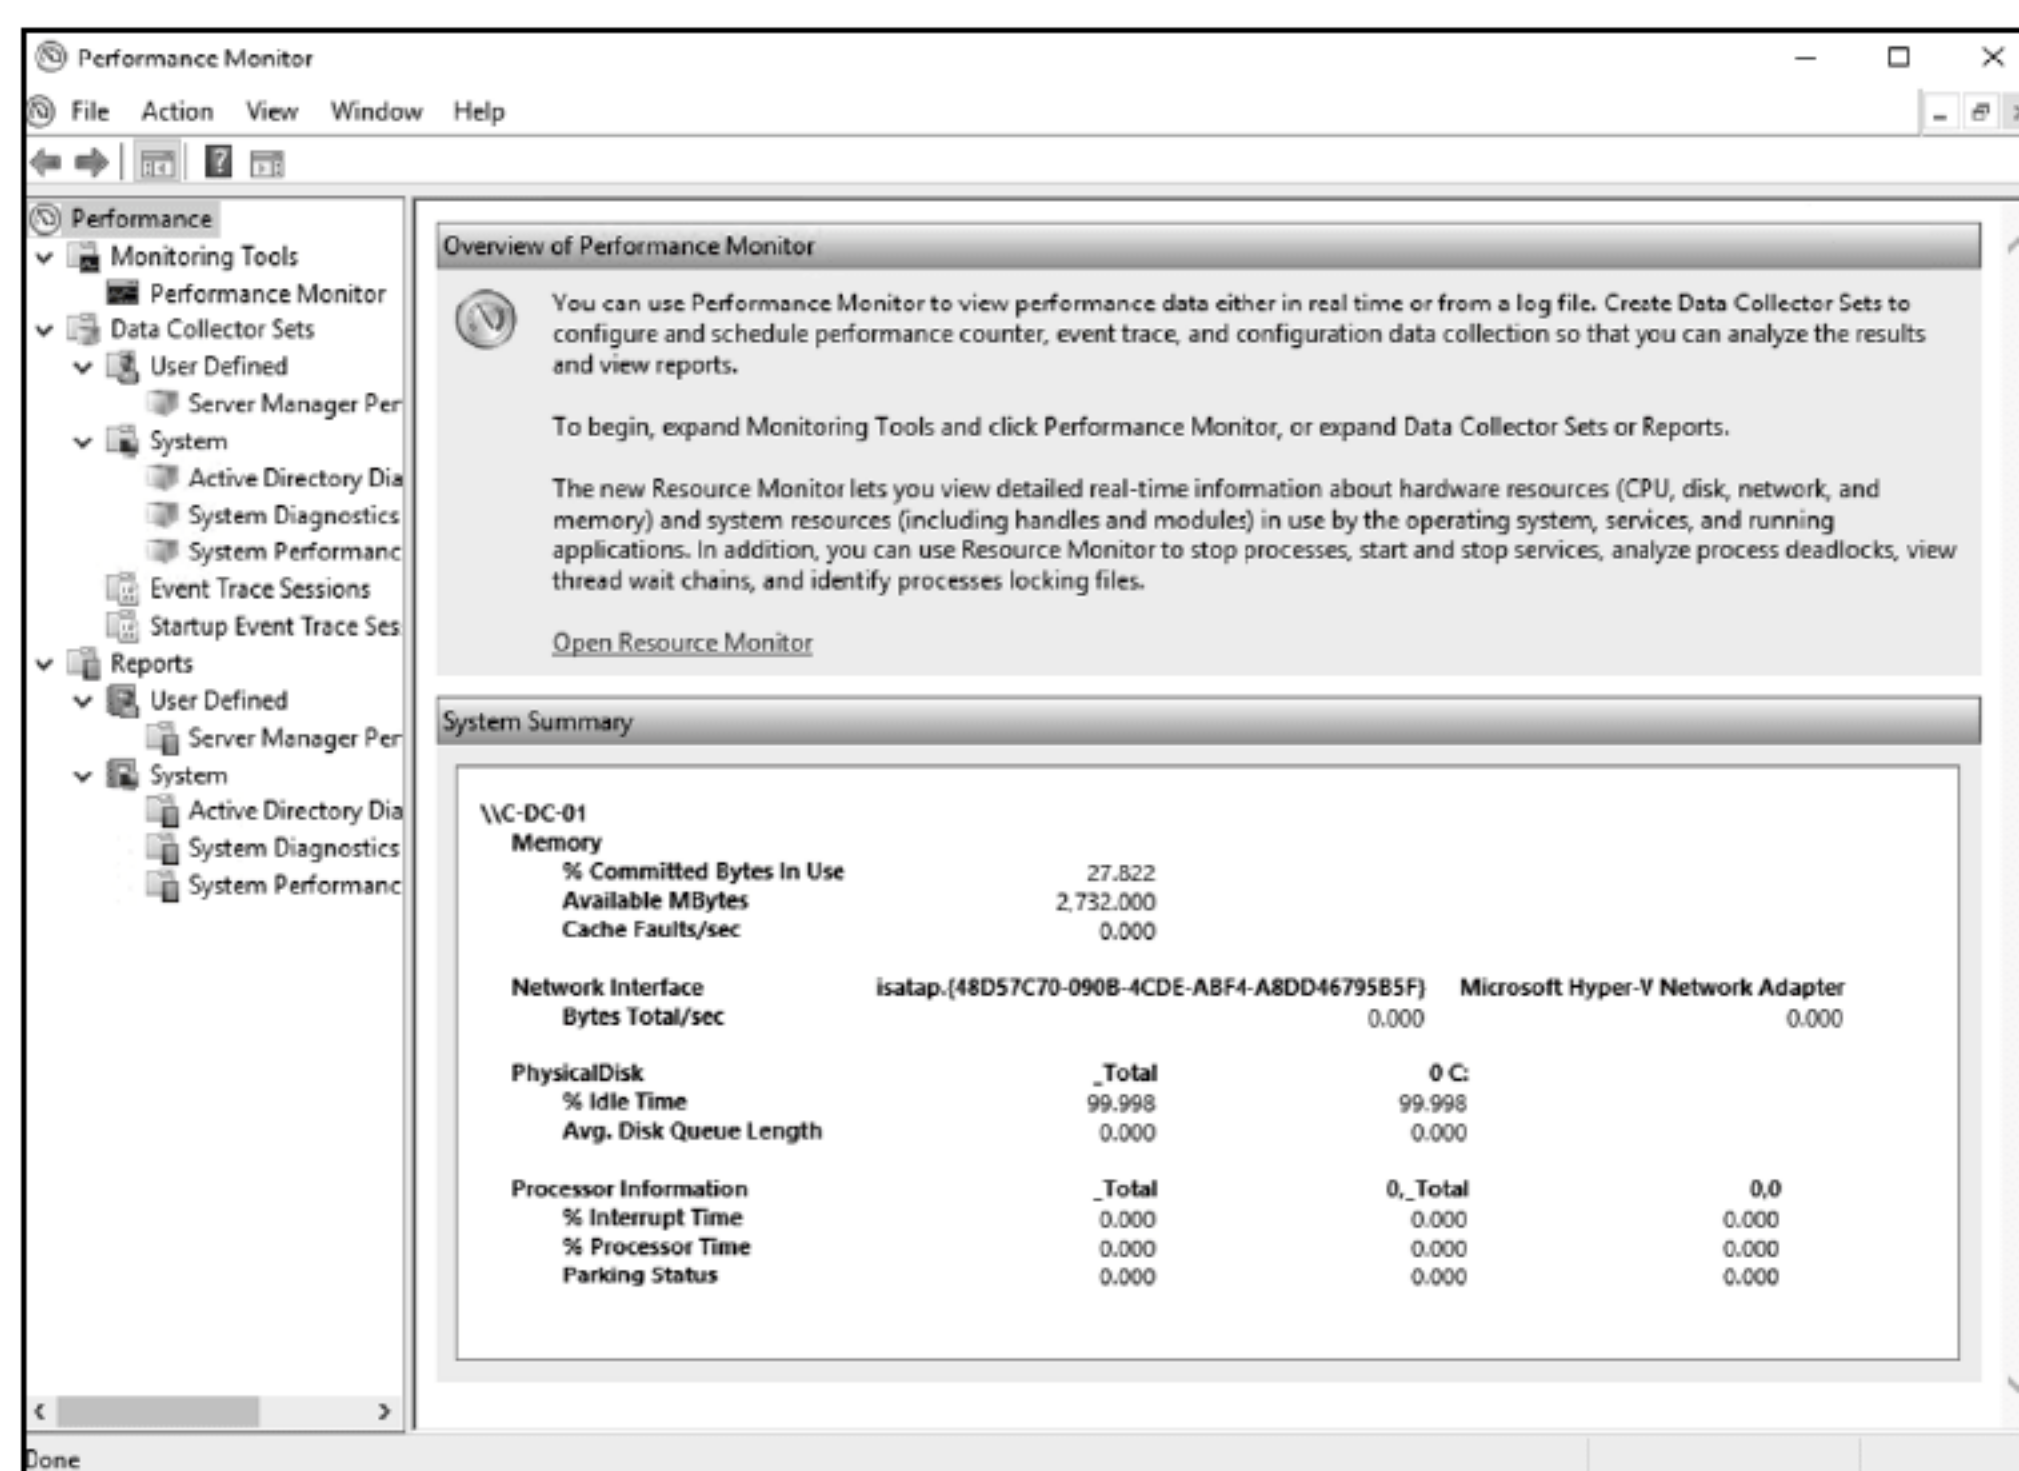 Performance Monitor
File Action View Window Help
Performance
Monitoring Tools
Performance Monitor
Data Collector Sets
User Defined
Server Manager Per
System
Active Directory Dia
System Diagnostics
System Performanc
Event Trace Sessions
Startup Event Trace Ses
Reports
User Defined
Server Manager Per
System
Active Directory Dia
System Diagnostics
System Performanc
Overview of Performance Monitor
You can use Performance Monitor to view performance data either in real time or from a log file. Create Data Collector Sets to
configure and schedule performance counter, event trace, and configuration data collection so that you can analyze the results
and view reports.
To begin, expand Monitoring Tools and click Performance Monitor, or expand Data Collector Sets or Reports.
The new Resource Monitor lets you view detailed real-time information about hardware resources (CPU, disk, network, and
memory) and system resources (including handles and modules) in use by the operating system, services, and running
applications. In addition, you can use Resource Monitor to stop processes, start and stop services, analyze process deadlocks, view
thread wait chains, and identify processes locking files.
Open Resource Monitor
System Summary
\\C-DC-01
Memory
% Committed Bytes In Use 27.822
Available MBytes 2,732.000
Cache Faults/sec 0.000
Network Interface isatap.{48D57C70-090B-4CDE-ABF4-A8DD46795B5F} Microsoft Hyper-V Network Adapter
Bytes Total/sec 0.000 0.000
PhysicalDisk _Total 0 C:
% Idle Time 99.998 99.998
Avg. Disk Queue Length 0.000 0.000
Processor Information _Total 0,_Total 0,0
% Interrupt Time 0.000 0.000 0.000
% Processor Time 0.000 0.000 0.000
Parking Status 0.000 0.000 0.000
Done